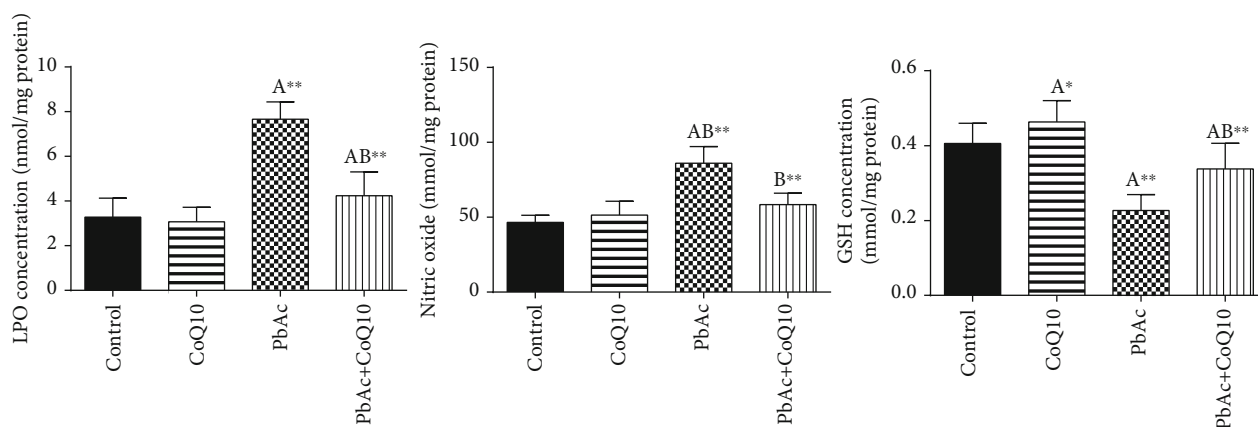 LPO concentration (nmol/mg protein)
10
8
6
4
2
0
A**
AB**
Control
CoQ10
PbAc
PbAc+CoQ10
Nitric oxide (mmol/mg protein)
150
100
50
0
AB**
B**
Control
CoQ10
PbAc
PbAc+CoQ10
GSH concentration
(mmol/mg protein)
0.6
0.4
0.2
0.0
A*
A**
AB**
Control
CoQ10
PbAc
PbAc+CoQ10